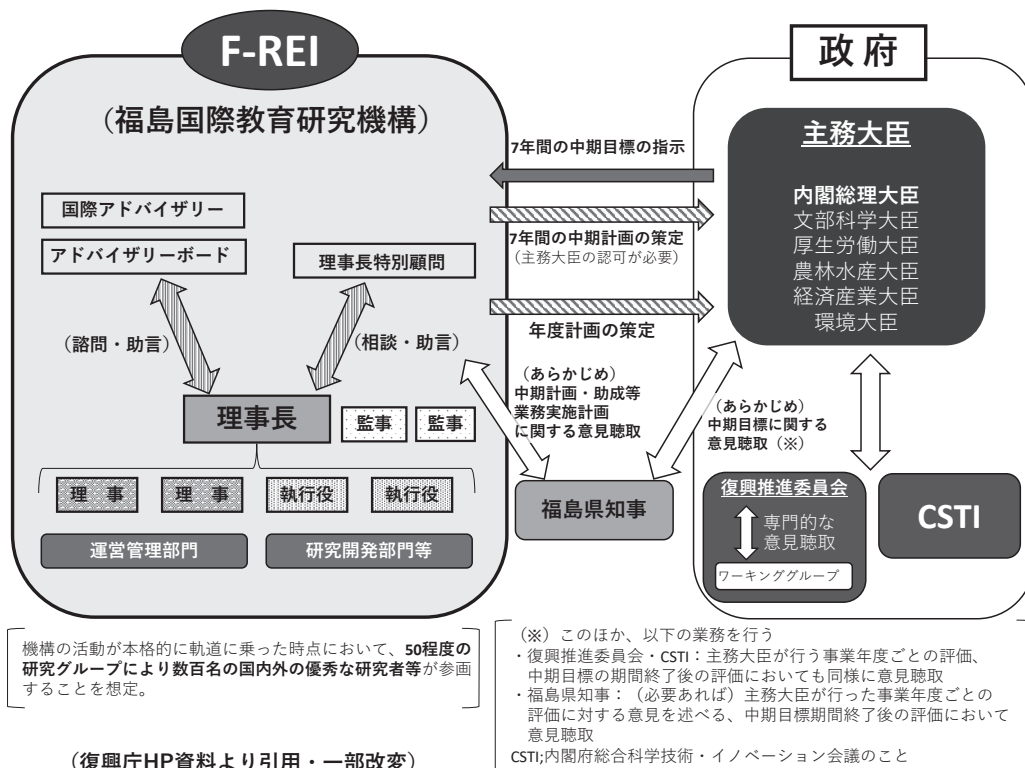 F-REI
(福島国際教育研究機構)
国際アドバイザリー
アドバイザリーボード
理事長特別顧問
(諮問・助言)
(相談・助言)
理事長
監事
監事
理　事
理　事
執行役
執行役
運営管理部門
研究開発部門等
7年間の中期目標の指示
7年間の中期計画の策定
(主務大臣の認可が必要)
年度計画の策定
(あらかじめ)
中期計画・助成等
業務実施計画
に関する意見聴取
福島県知事
政府
主務大臣
内閣総理大臣
文部科学大臣
厚生労働大臣
農林水産大臣
経済産業大臣
環境大臣
(あらかじめ)
中期目標に関する
意見聴取(※)
復興推進委員会
専門的な
意見聴取
ワーキンググループ
CSTI
機構の活動が本格的に軌道に乗った時点において、50程度の
研究グループにより数百名の国内外の優秀な研究者等が参画
することを想定。
(復興庁HP資料より引用・一部改変)
(※)このほか、以下の業務を行う
・復興推進委員会・CSTI：主務大臣が行う事業年度ごとの評価、
中期目標の期間終了後の評価においても同様に意見聴取
・福島県知事：(必要あれば)主務大臣が行った事業年度ごとの
評価に対する意見を述べる、中期目標期間終了後の評価において
意見聴取
CSTI;内閣府総合科学技術・イノベーション会議のこと